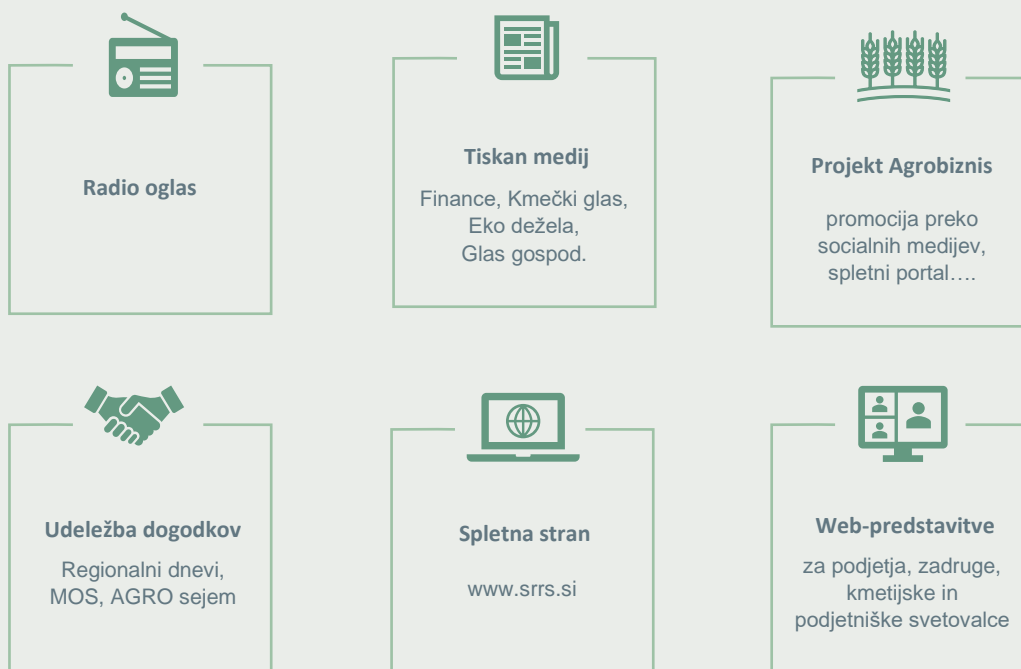 Radio oglas
Tiskan medij
Finance, Kmečki glas,
Eko dežela,
Glas gospod.
Projekt Agrobiznis
promocija preko
socialnih medijev,
spletni portal….
Udeležba dogodkov
Regionalni dnevi,
MOS, AGRO sejem
Spletna stran
www.srrs.si
Web-predstavitve
za podjetja, zadruge,
kmetijske in
podjetniške svetovalce